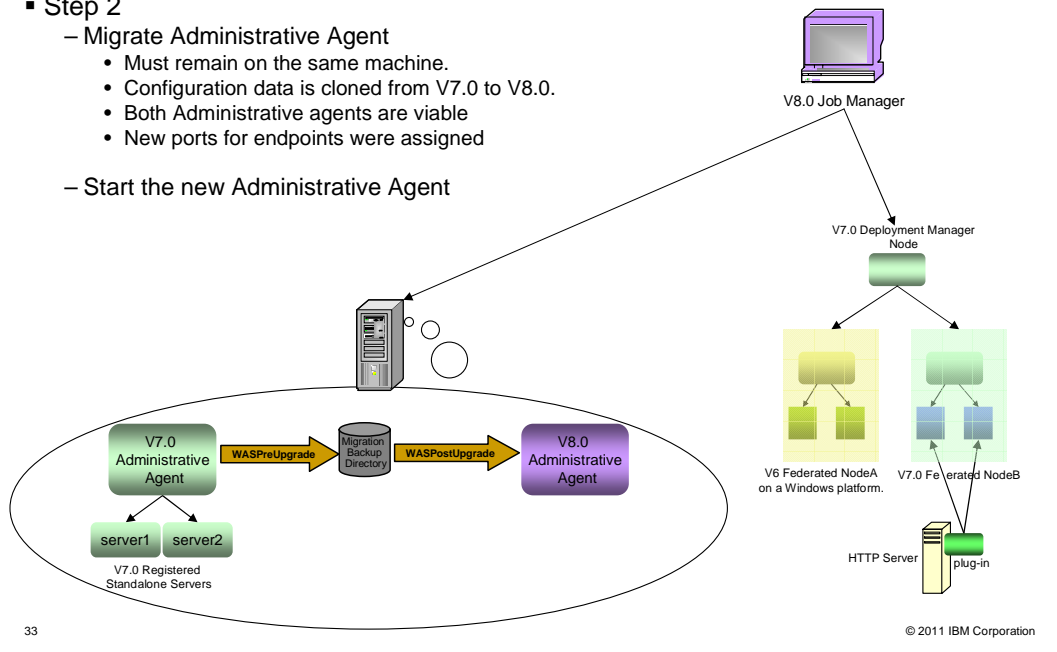 ▪ Step 2
– Migrate Administrative Agent
• Must remain on the same machine.
• Configuration data is cloned from V7.0 to V8.0.
• Both Administrative agents are viable
• New ports for endpoints were assigned
– Start the new Administrative Agent
V8.0 Job Manager
V7.0 Deployment Manager
Node
V7.0
Administrative
Agent
WASPreUpgrade
Migration
Backup
Directory
WASPostUpgrade
V8.0
Administrative
Agent
server1
server2
V7.0 Registered
Standalone Servers
V6 Federated NodeA
on a Windows platform.
V7.0 Fe erated NodeB
HTTP Server
plug-in
33
© 2011 IBM Corporation